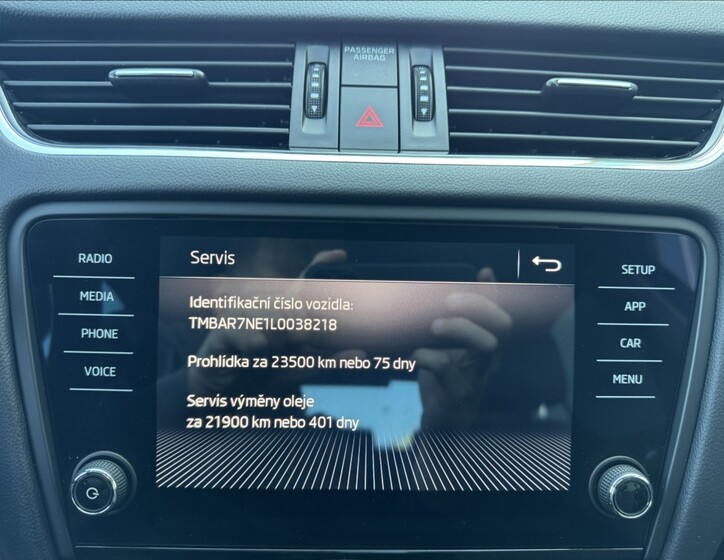 PASSENGER
AIRBAG
Servis
RADIO
MEDIA
PHONE
VOICE
Identifikační číslo vozidla:
TMBAR7NE1L0038218
Prohlídka za 23500 km nebo 75 dny
Servis výměny oleje
za 21900 km nebo 401 dny
SETUP
APP
CAR
MENU